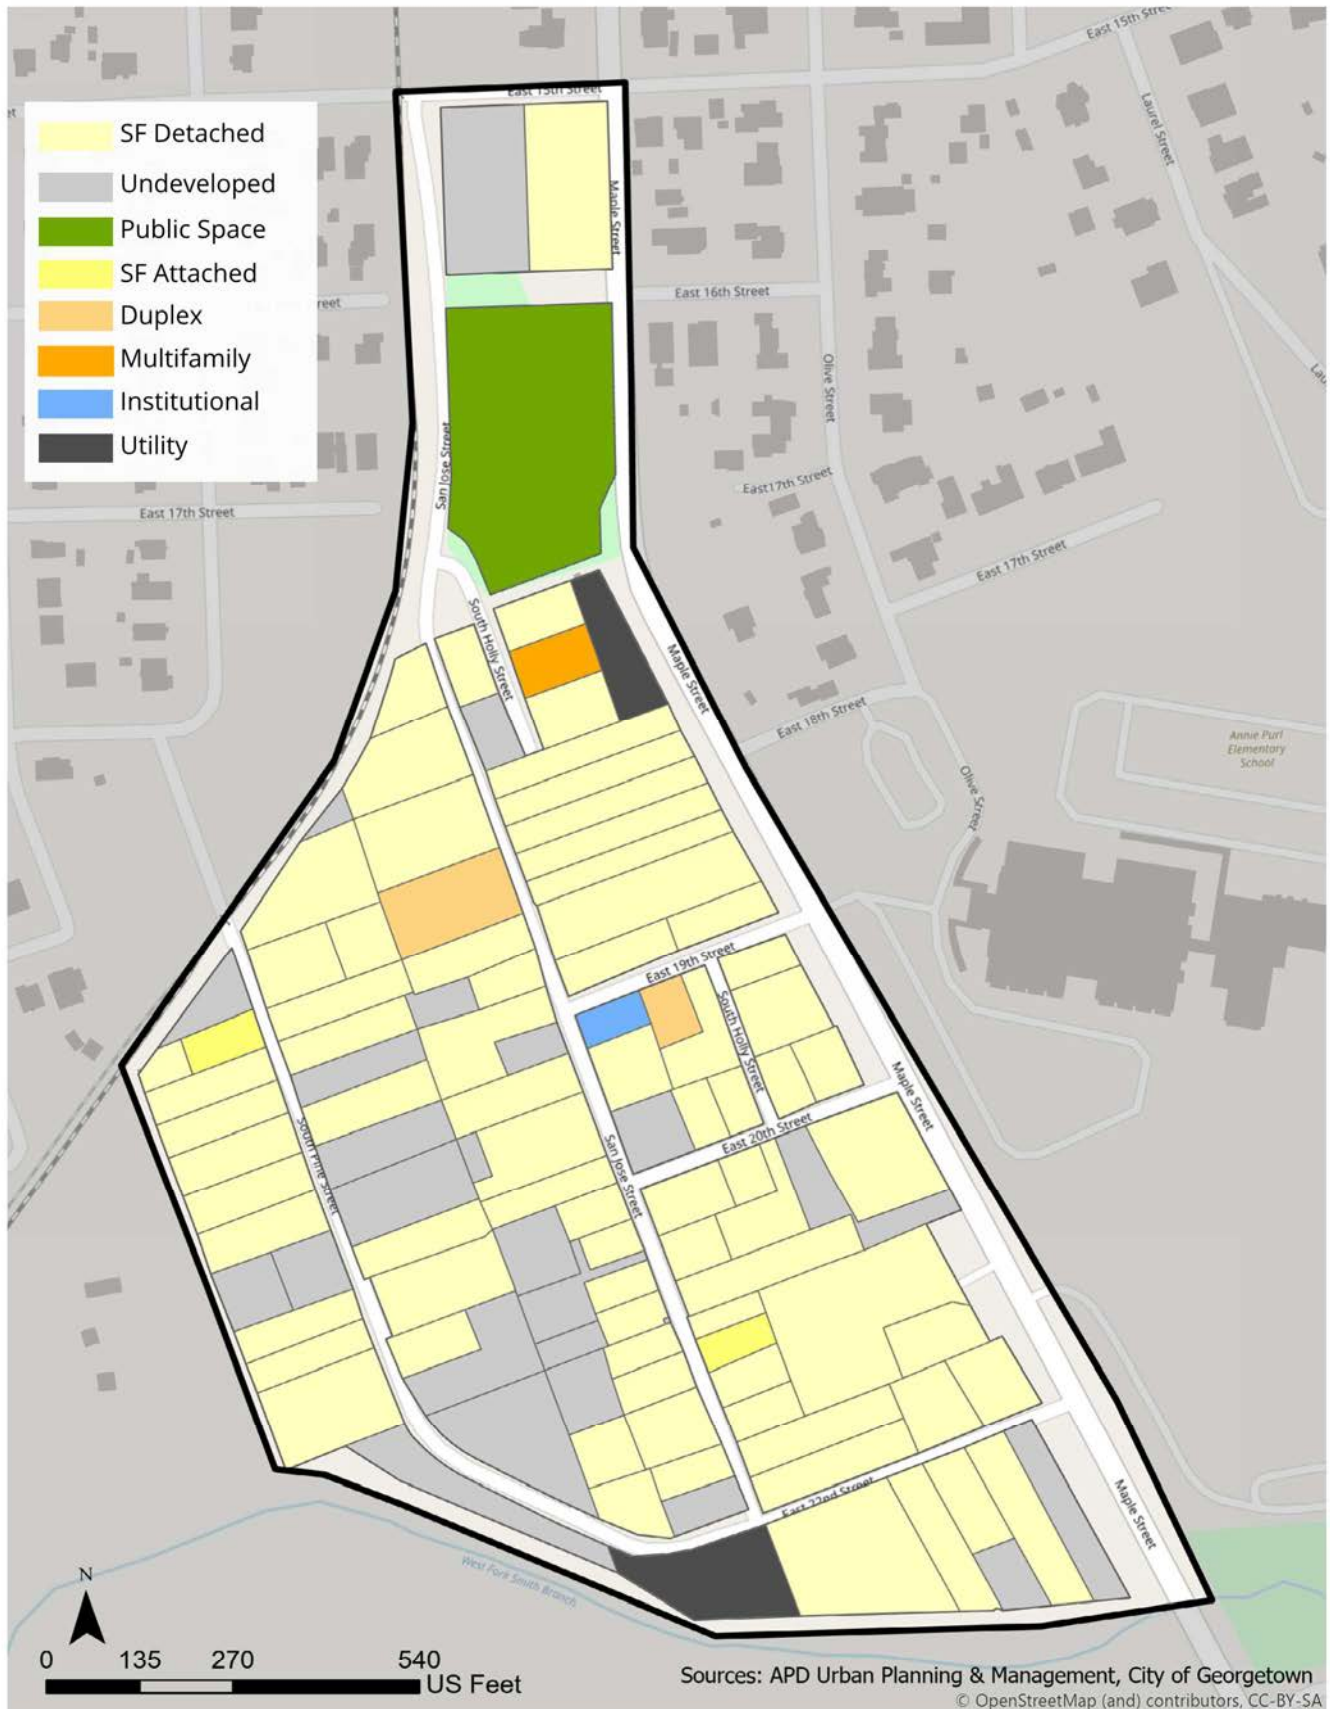 East 15th Street
East 15th Street
SF Detached
Undeveloped
Public Space
SF Attached
Duplex
Multifamily
Institutional
Utility
Laurel Street
Maple Street
East 16th Street
Olive Street
San Jose Street
East 17th Street
East17th Street
East 17th Street
South Holly Street
Maple Street
East 18th Street
Annie Purl
Elementary
School
Olive Street
East 19th Street
South Holly Street
Maple Street
South Pine Street
San Jose Street
East 20th Street
East 22nd Street
Maple Street
West Fork Smith Branch
N
0 135 270 540
US Feet
Sources: APD Urban Planning & Management, City of Georgetown
© OpenStreetMap (and) contributors, CC-BY-SA